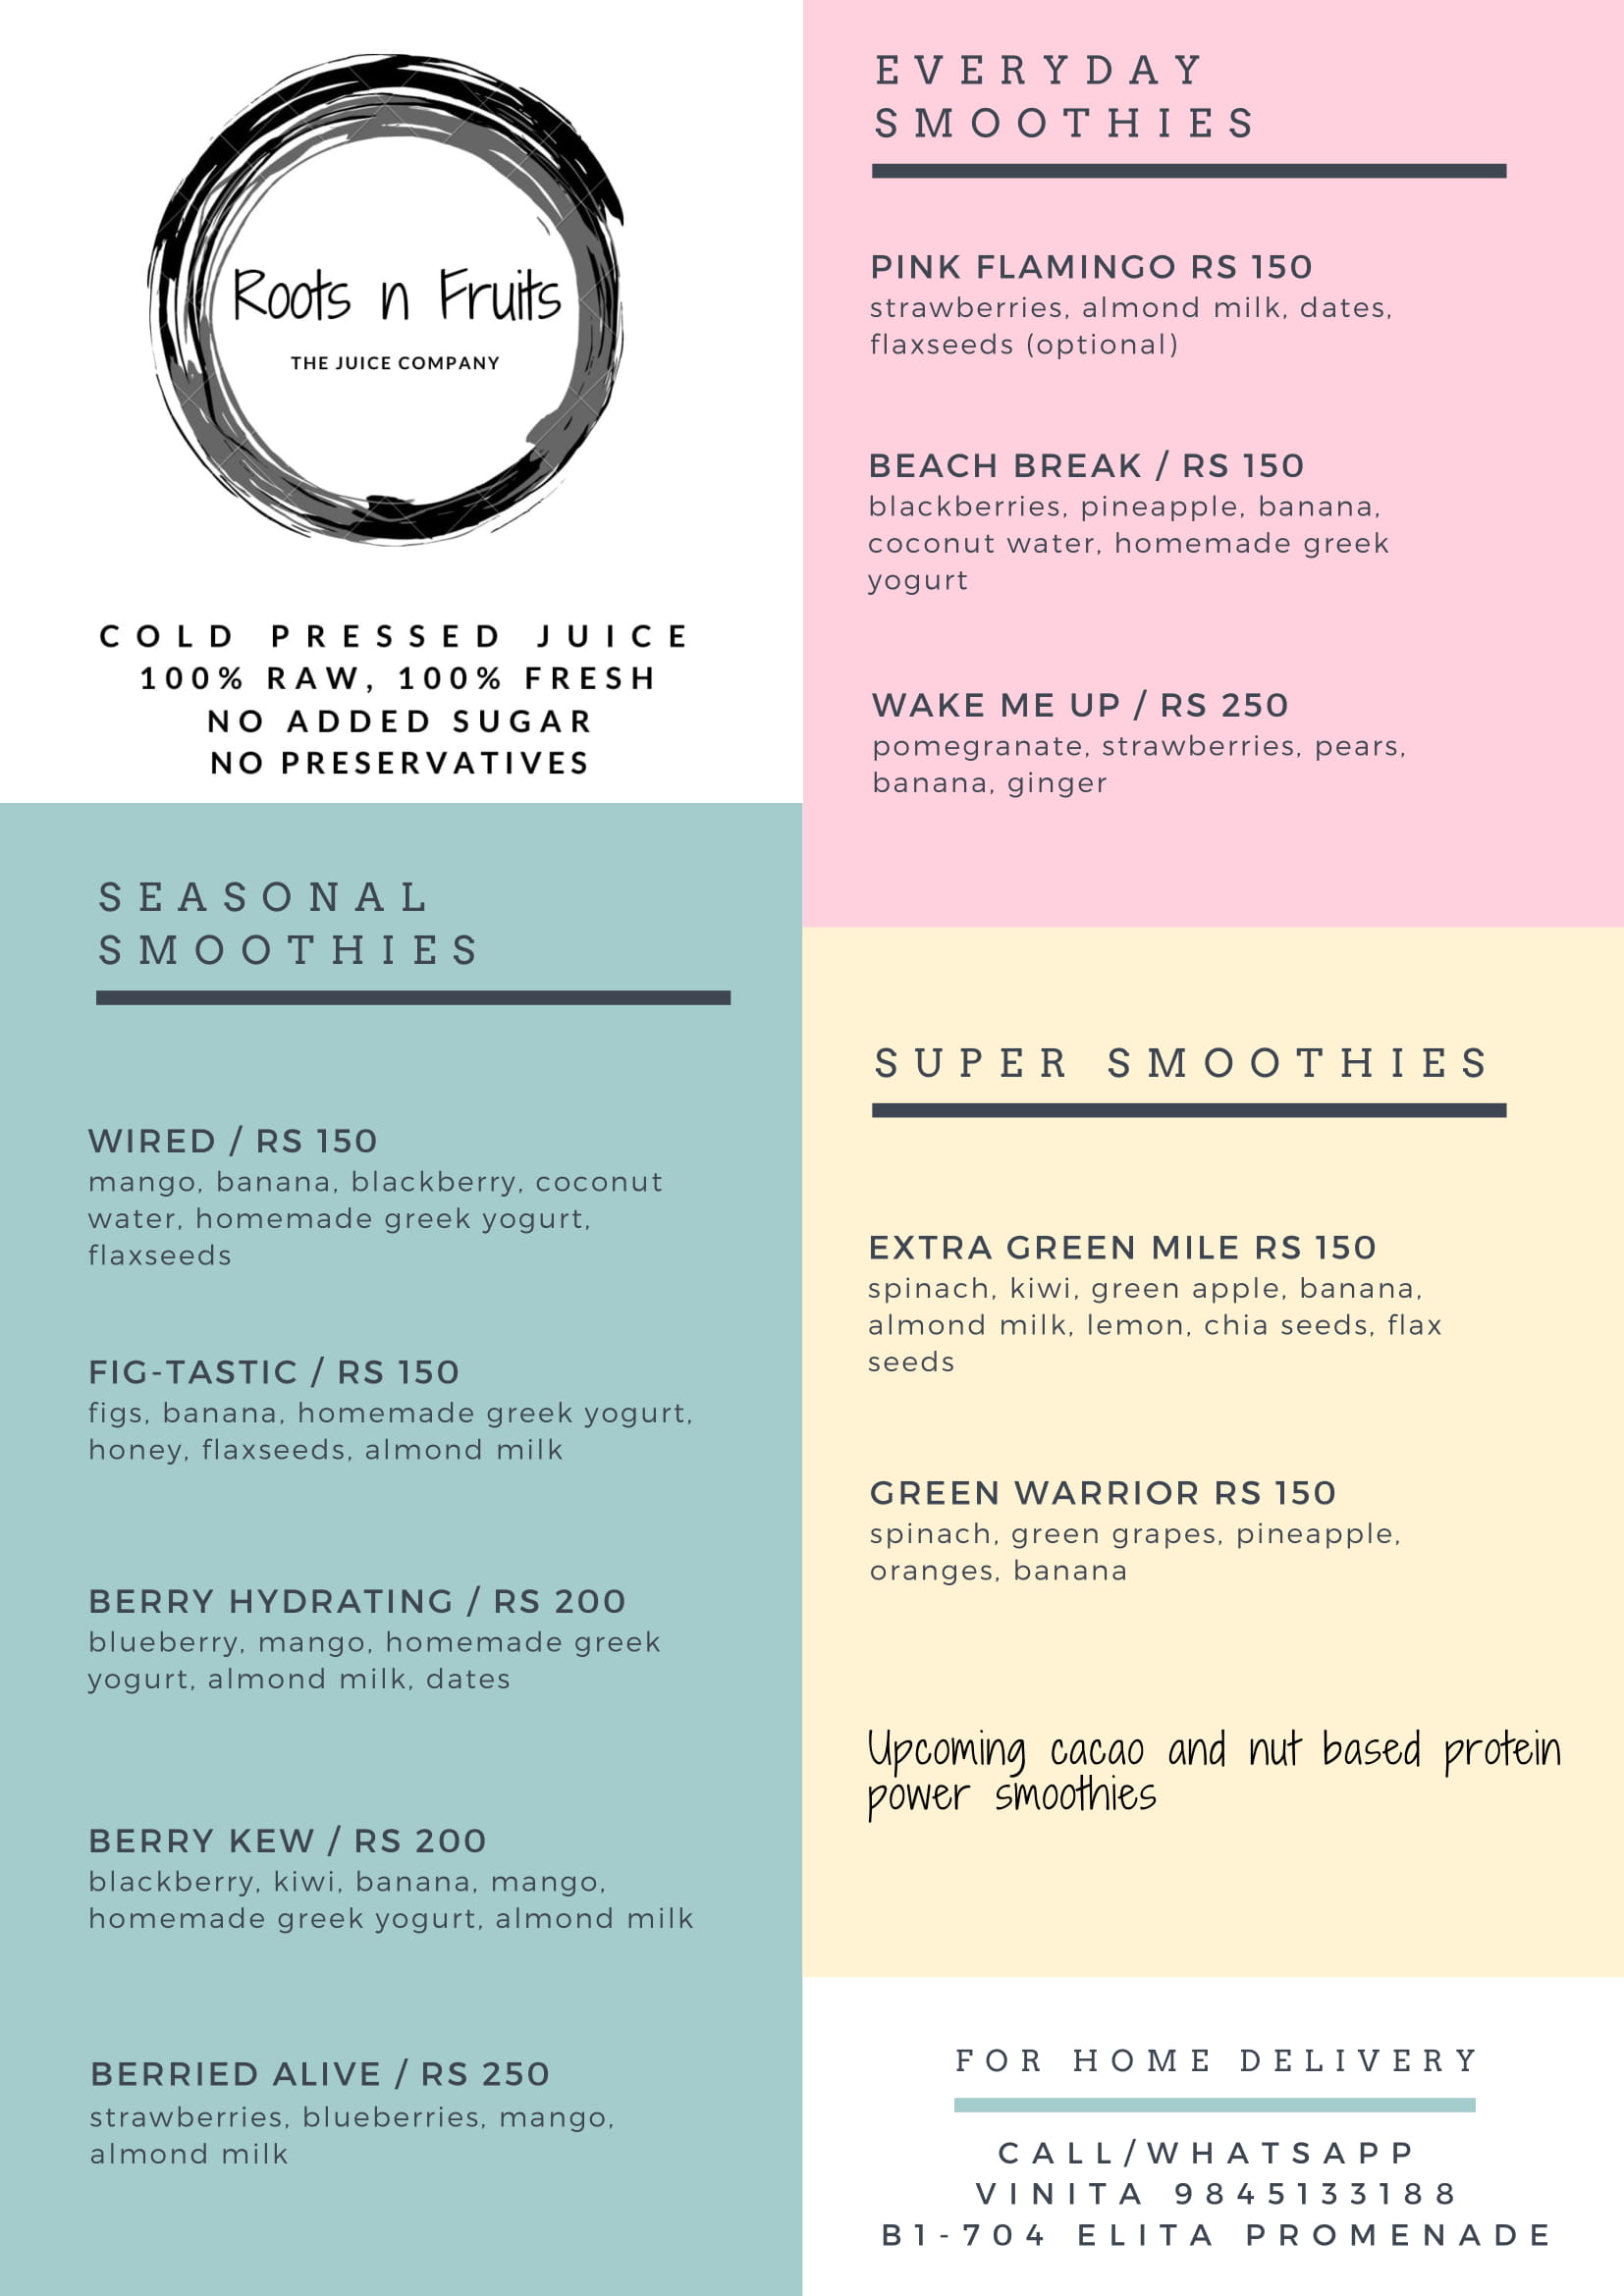 Roots n Fruits
THE JUICE COMPANY
COLD PRESSED JUICE
100% RAW, 100% FRESH
NO ADDED SUGAR
NO PRESERVATIVES
SEASONAL
SMOOTHIES
WIRED / RS 150
mango, banana, blackberry, coconut
water, homemade greek yogurt,
flaxseeds
FIG-TASTIC / RS 150
figs, banana, homemade greek yogurt,
honey, flaxseeds, almond milk
BERRY HYDRATING / RS 200
blueberry, mango, homemade greek
yogurt, almond milk, dates
BERRY KEW / RS 200
blackberry, kiwi, banana, mango,
homemade greek yogurt, almond milk
BERRIED ALIVE / RS 250
strawberries, blueberries, mango,
almond milk
EVERYDAY
SMOOTHIES
PINK FLAMINGO RS 150
strawberries, almond milk, dates,
flaxseeds (optional)
BEACH BREAK / RS 150
blackberries, pineapple, banana,
coconut water, homemade greek
yogurt
WAKE ME UP / RS 250
pomegranate, strawberries, pears,
banana, ginger
SUPER SMOOTHIES
EXTRA GREEN MILE RS 150
spinach, kiwi, green apple, banana,
almond milk, lemon, chia seeds, flax
seeds
GREEN WARRIOR RS 150
spinach, green grapes, pineapple,
oranges, banana
Upcoming cacao and nut based protein
power smoothies
FOR HOME DELIVERY
CALL/WHATSAPP
VINITA 9845133188
B1-704 ELITA PROMENADE